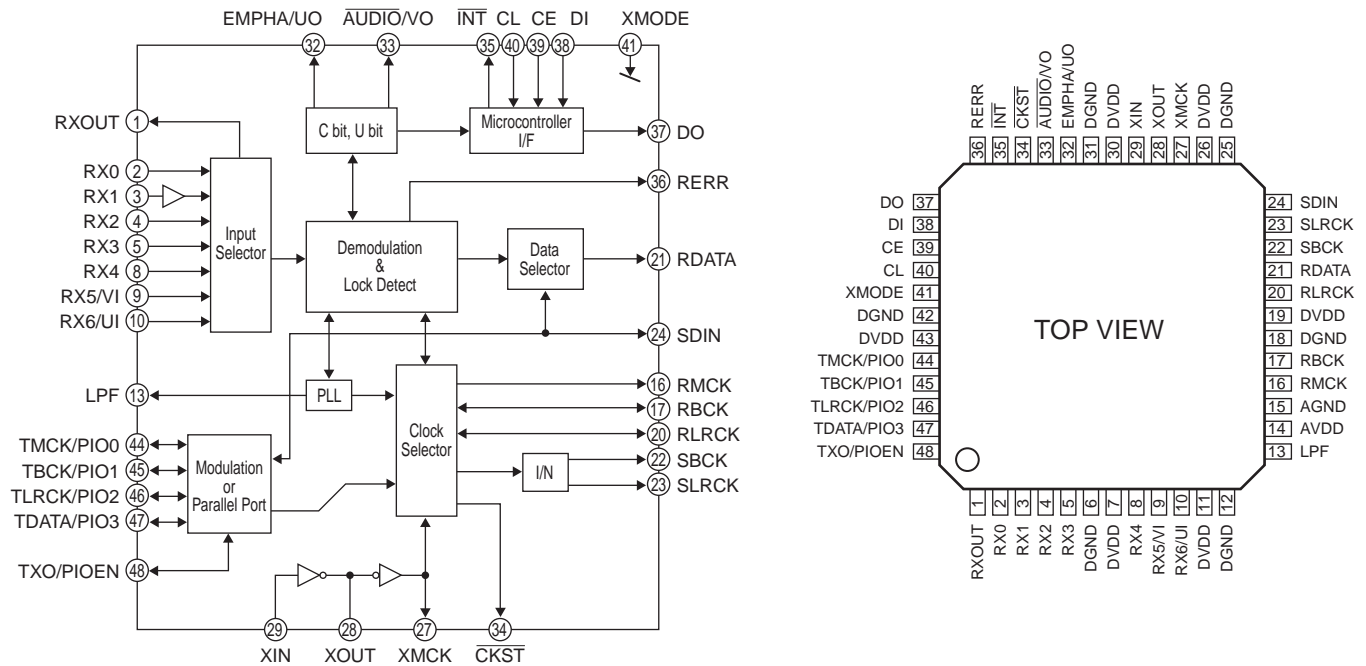 EMPHA/UO
AUDIO/VO
INT
CL
CE
DI
XMODE
32
33
35
40
39
38
41
RXOUT
1
C bit, U bit
Microcontroller
I/F
37
DO
RX0
2
36
RERR
RX1
3
RX2
4
RX3
5
RX4
8
RX5/VI
9
RX6/UI
10
Input
Selector
Demodulation
&
Lock Detect
Data
Selector
21
RDATA
24
SDIN
LPF
13
PLL
Clock
Selector
16
RMCK
17
RBCK
20
RLRCK
22
SBCK
23
SLRCK
I/N
TMCK/PIO0
44
TBCK/PIO1
45
TLRCK/PIO2
46
TDATA/PIO3
47
Modulation
or
Parallel Port
TXO/PIOEN
48
29
28
27
34
XIN
XOUT
XMCK
CKST
RERR
INT
CKST
AUDIO/VO
EMPHA/UO
DGND
DVDD
XIN
XOUT
XMCK
DVDD
DGND
36
35
34
33
32
31
30
29
28
27
26
25
DO 37
DI 38
CE 39
CL 40
XMODE 41
DGND 42
DVDD 43
TMCK/PIO0 44
TBCK/PIO1 45
TLRCK/PIO2 46
TDATA/PIO3 47
TXO/PIOEN 48
TOP VIEW
24 SDIN
23 SLRCK
22 SBCK
21 RDATA
20 RLRCK
19 DVDD
18 DGND
17 RBCK
16 RMCK
15 AGND
14 AVDD
13 LPF
1
2
3
4
5
6
7
8
9
10
11
12
RXOUT
RX0
RX1
RX2
RX3
DGND
DVDD
RX4
RX5/VI
RX6/UI
DVDD
DGND